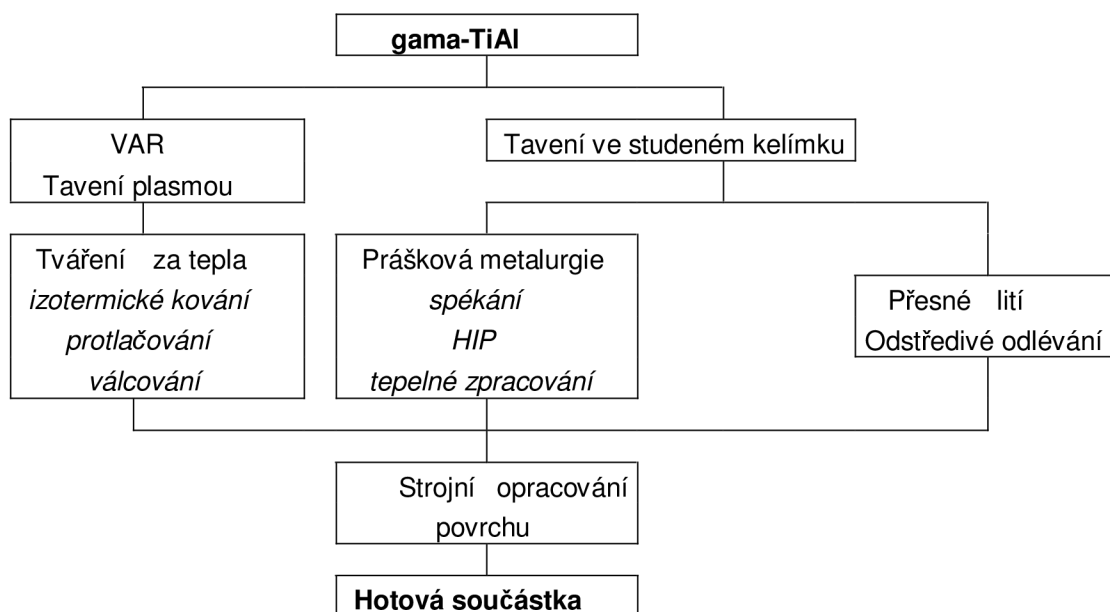 gama-TiAl
VAR
Tavení plasmou
Tavení ve studeném kelímku
Tváření za tepla
izotermické kování
protlačování
válcování
Prášková metalurgie
spékání
HIP
tepelné zpracování
Přesné lití
Odstředivé odlévání
Strojní opracování
povrchu
Hotová součástka